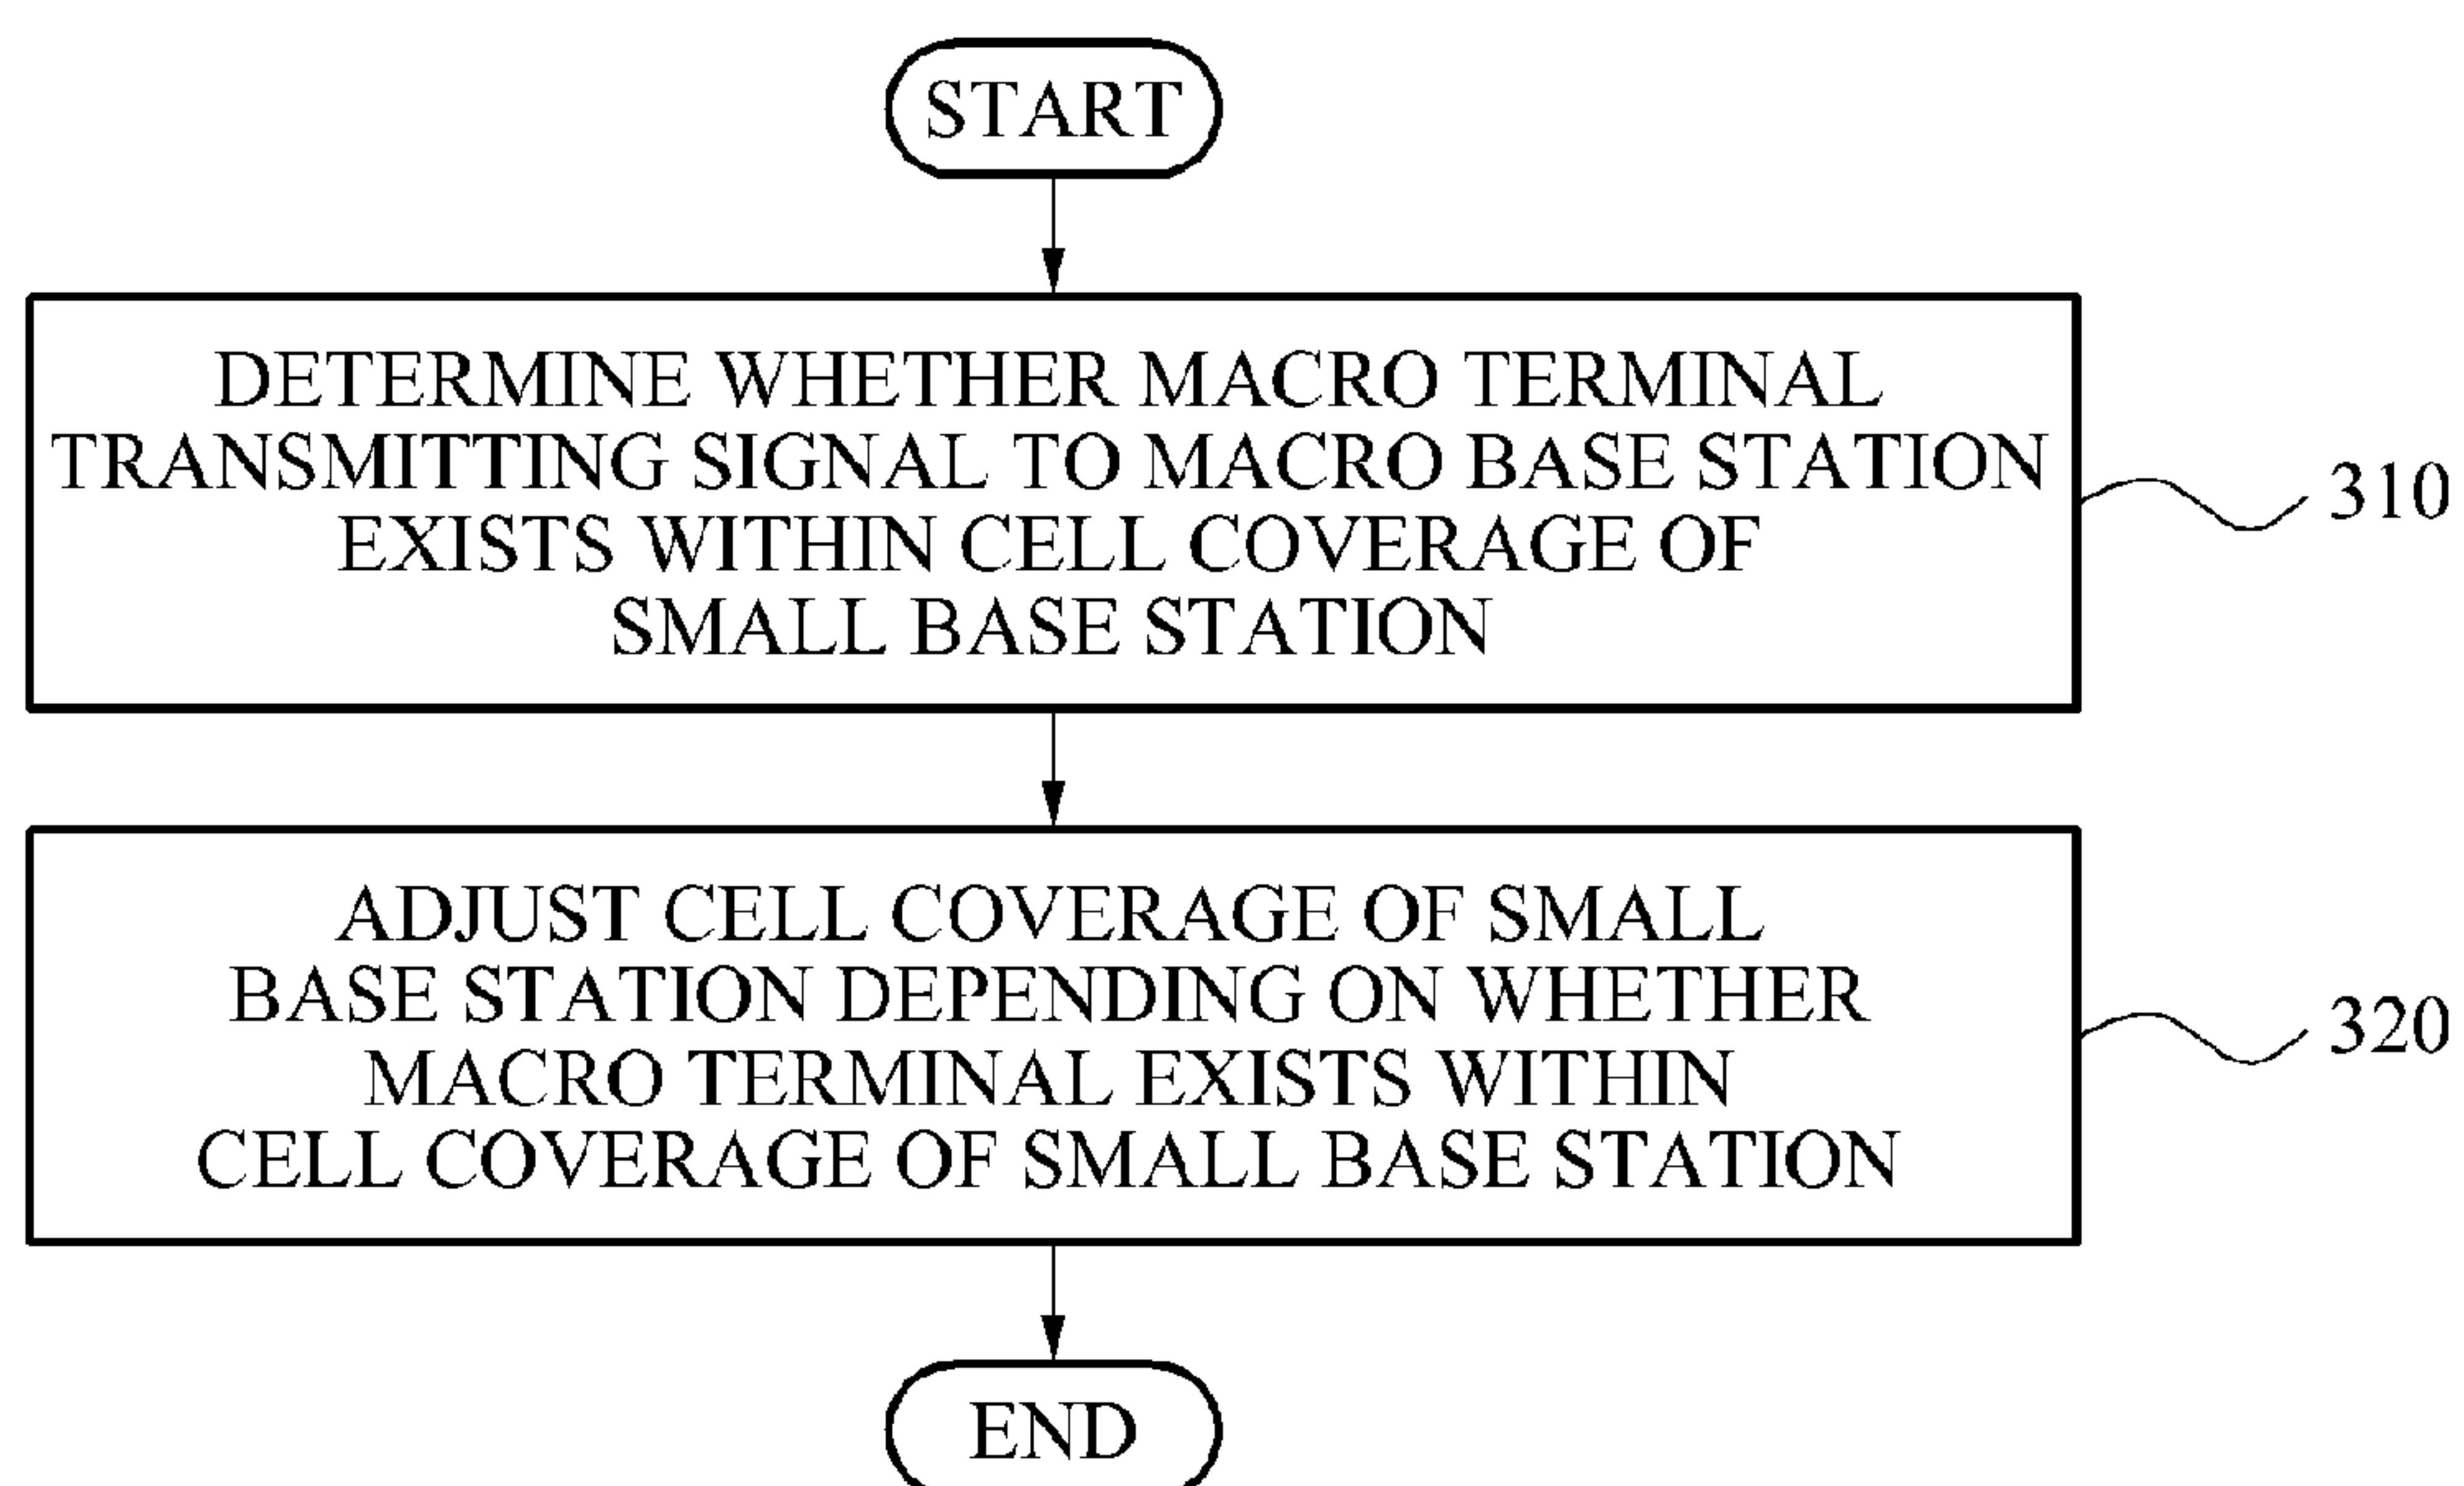 START
DETERMINE WHETHER MACRO TERMINAL
TRANSMITTING SIGNAL TO MACRO BASE STATION
EXISTS WITHIN CELL COVERAGE OF
SMALL BASE STATION
310
ADJUST CELL COVERAGE OF SMALL
BASE STATION DEPENDING ON WHETHER
MACRO TERMINAL EXISTS WITHIN
CELL COVERAGE OF SMALL BASE STATION
320
END